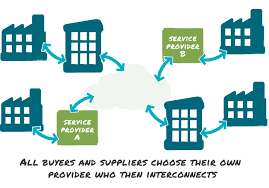 SERVICE
PROVIDER
B
SERVICE
PROVIDER
A
ALL BUYERS AND SUPPLIERS CHOOSE THEIR OWN
PROVIDER WHO THEN INTERCONNECTS